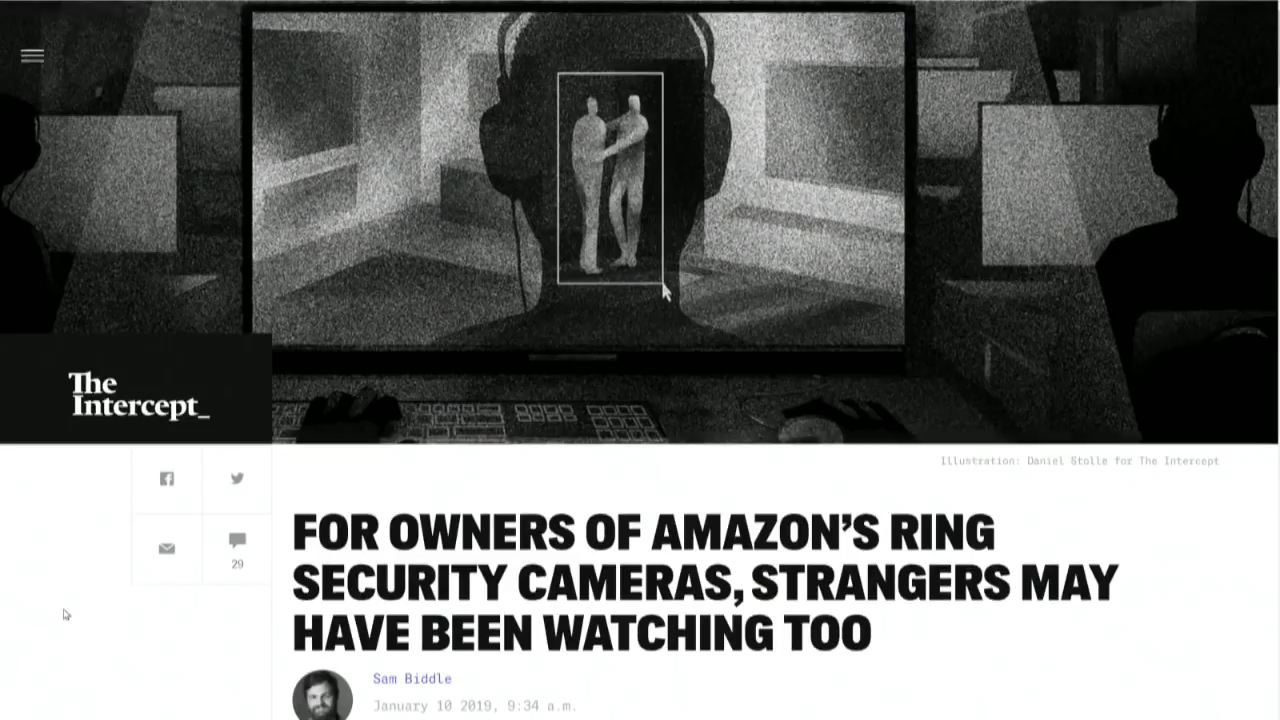 The
Intercept_
Illustration: Daniel Stolle for The Intercept
29
FOR OWNERS OF AMAZON’S RING
SECURITY CAMERAS, STRANGERS MAY
HAVE BEEN WATCHING TOO
Sam Biddle
January 10 2019, 9:34 a.m.